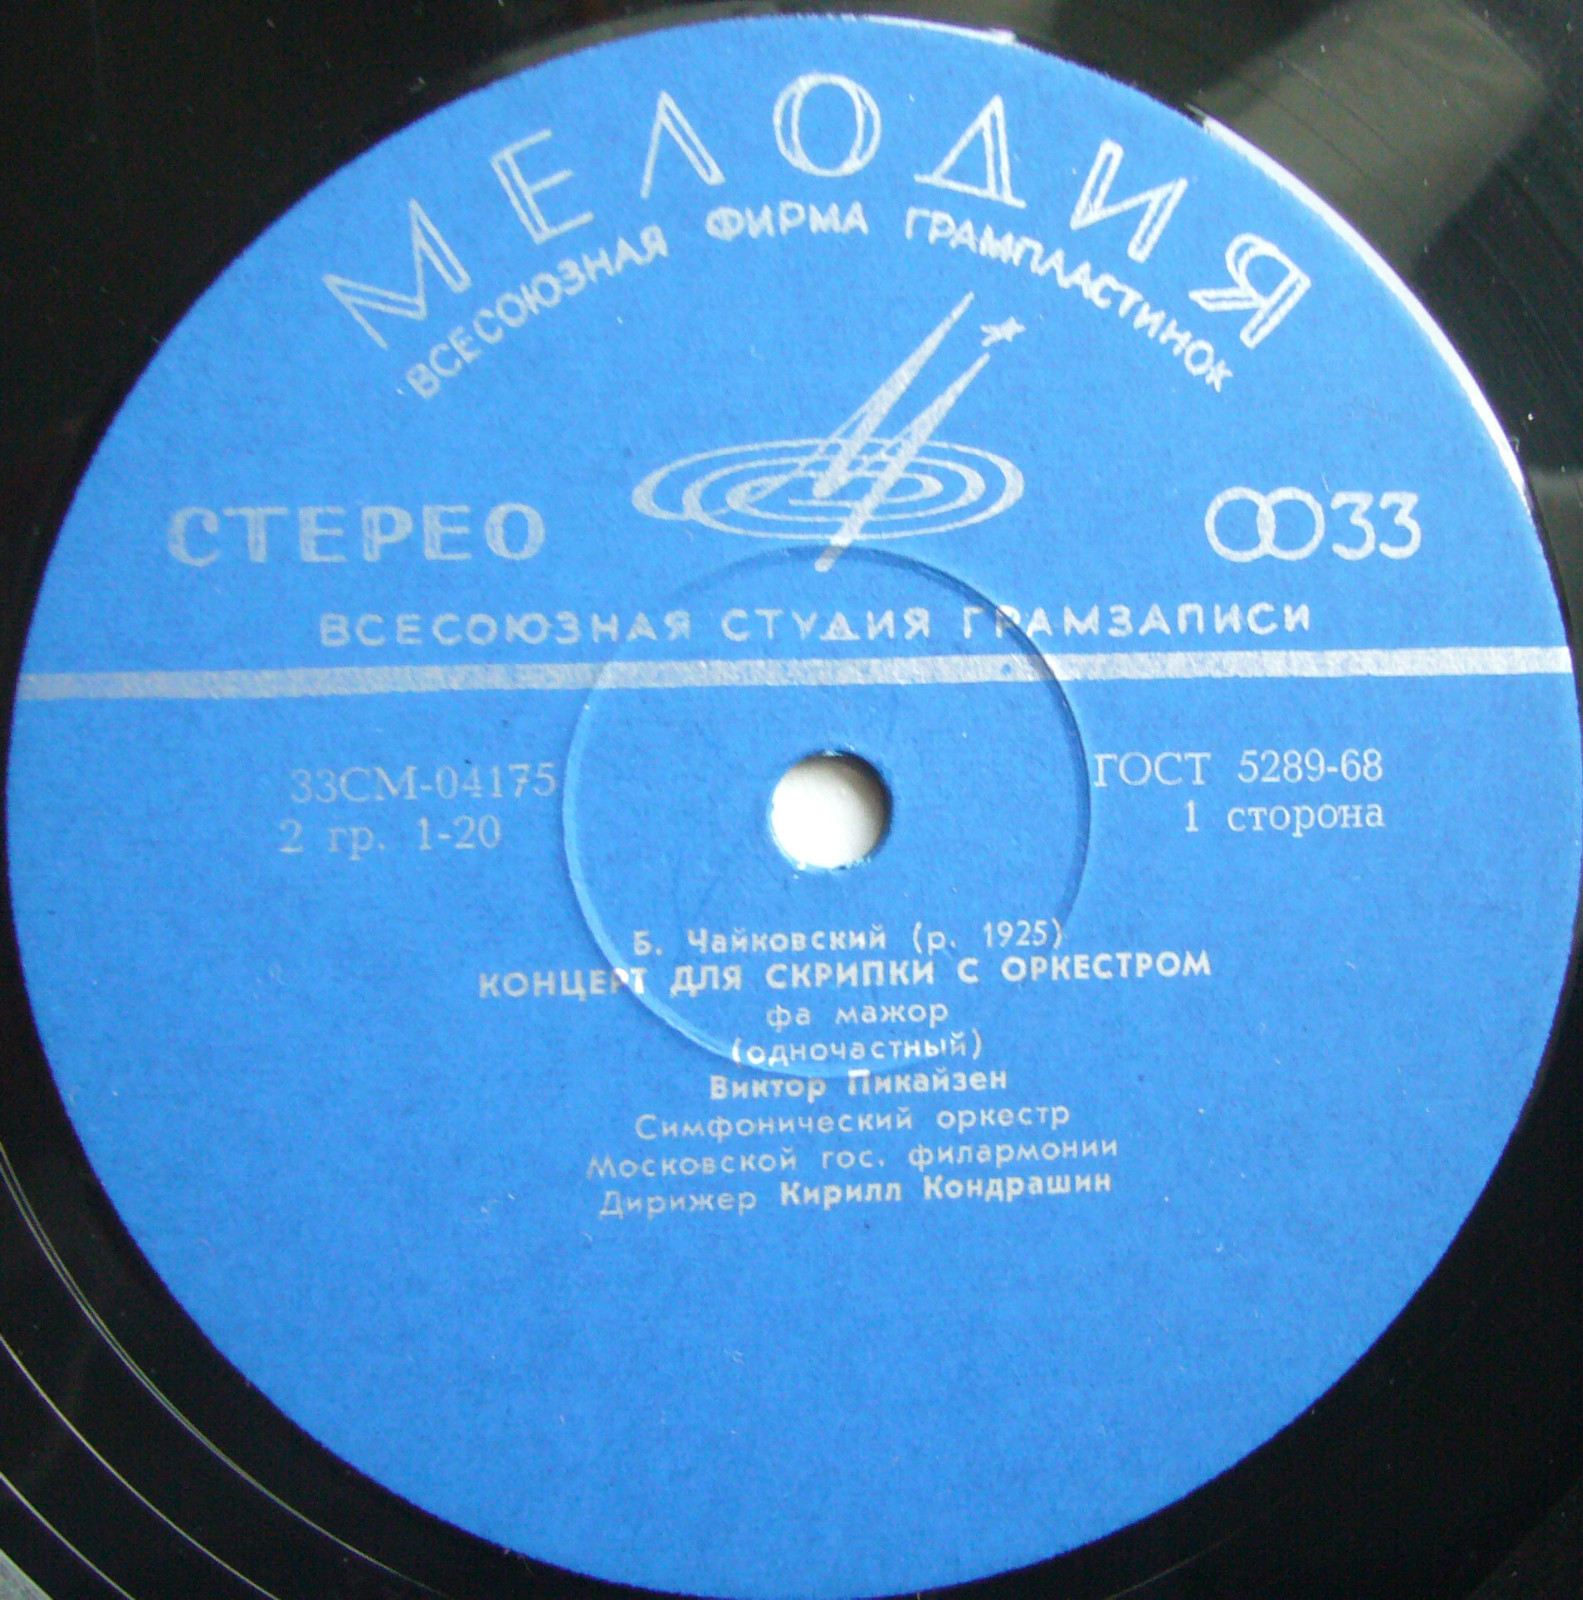 МЕЛОДИЯ
ВСЕСОЮЗНАЯ ФИРМА ГРАМПЛАСТИНОК
СТЕРЕО
33
ВСЕСОЮЗНАЯ СТУДИЯ ГРАМЗАПИСИ
33СМ-04175
2 гр. 1-20
ГОСТ 5289-68
1 сторона
Б. Чайковский (р. 1925)
КОНЦЕРТ ДЛЯ СКРИПКИ С ОРКЕСТРОМ
фа мажор
(одночастный)
Виктор Пикайзен
Симфонический оркестр
Московской гос. филармонии
Дирижер Кирилл Кондрашин